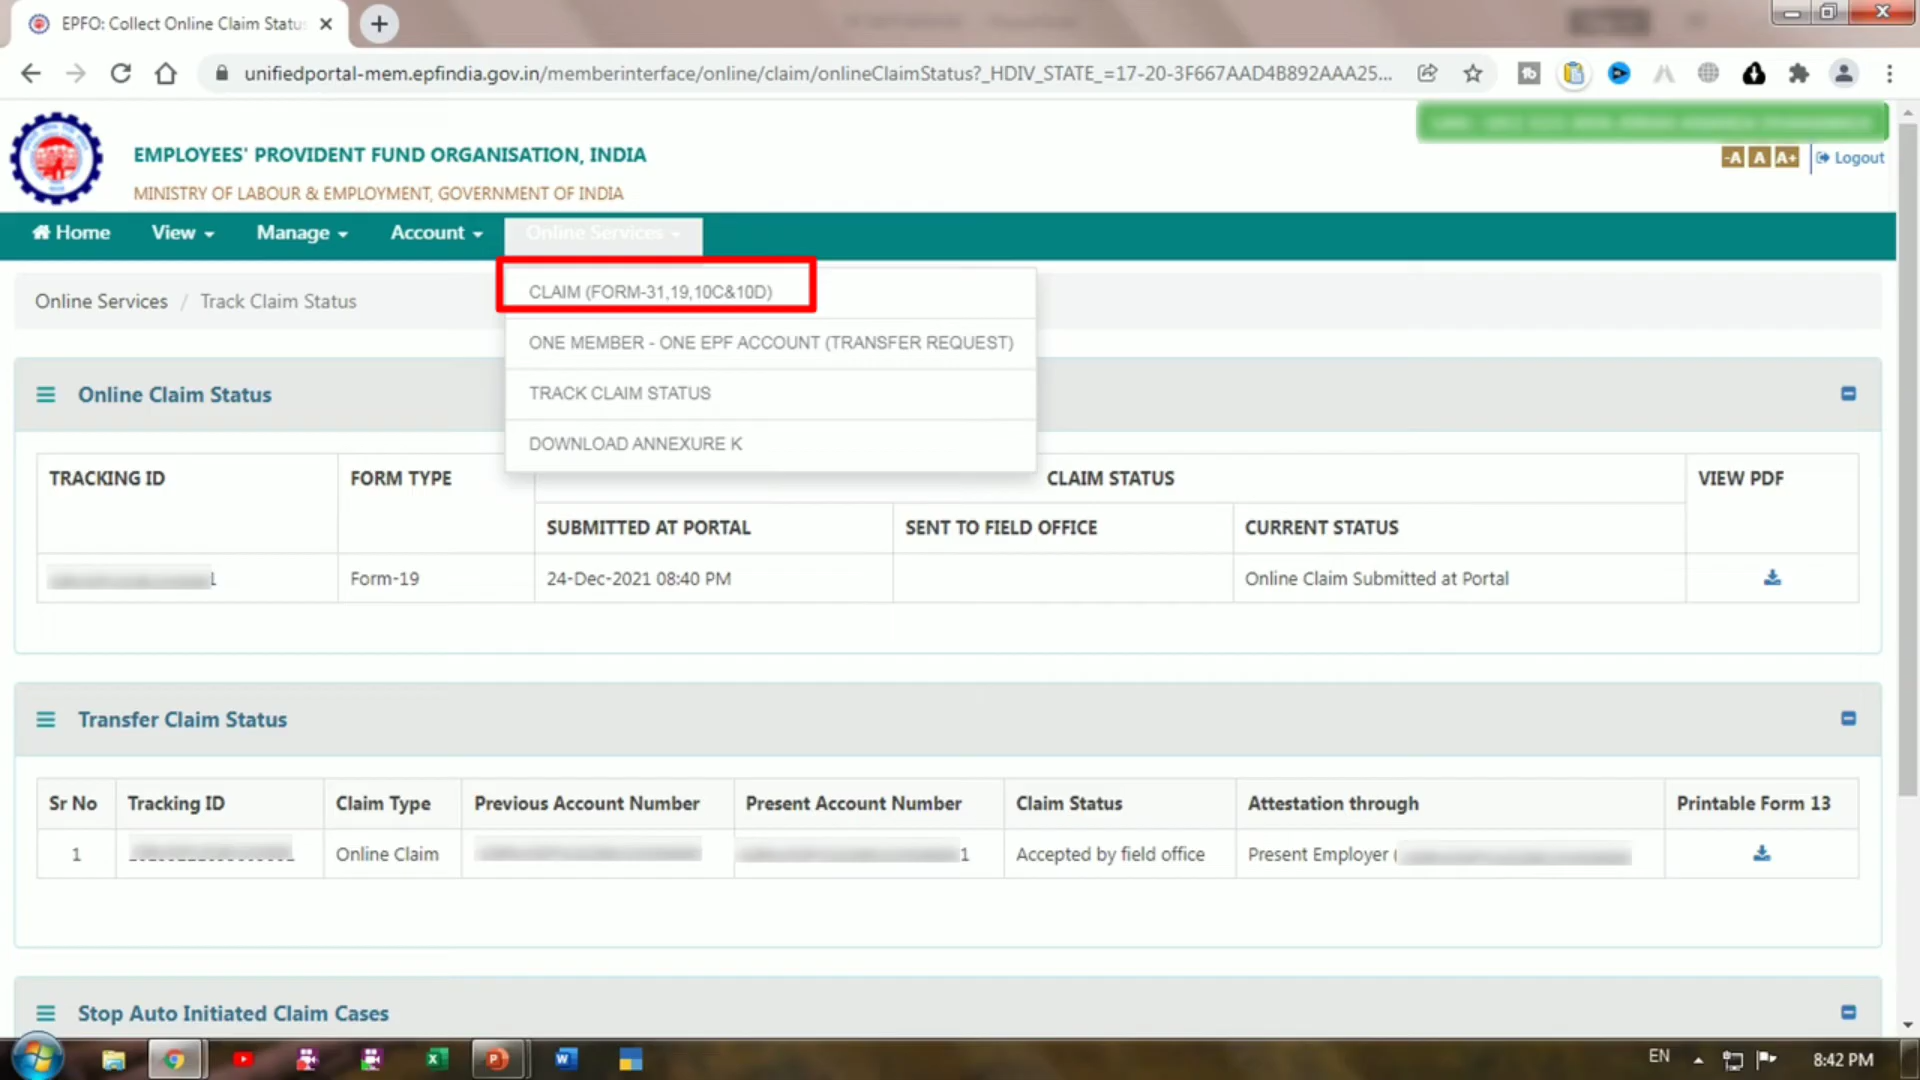 EPFO: Collect Online Claim Statu
unifiedportal-mem.epfindia.gov.in/memberinterface/online/claim/onlineClaimStatus?_HDIV_STATE_=17-20-3F667AAD4B892AAA25...
EMPLOYEES' PROVIDENT FUND ORGANISATION, INDIA
-A A A+ Logout
MINISTRY OF LABOUR & EMPLOYMENT, GOVERNMENT OF INDIA
Home View Manage Account Online Services
CLAIM (FORM-31,19,10C&10D)
ONE MEMBER - ONE EPF ACCOUNT (TRANSFER REQUEST)
TRACK CLAIM STATUS
DOWNLOAD ANNEXURE K
Online Services / Track Claim Status
Online Claim Status
TRACKING ID FORM TYPE CLAIM STATUS VIEW PDF
SUBMITTED AT PORTAL SENT TO FIELD OFFICE CURRENT STATUS
1 Form-19 24-Dec-2021 08:40 PM Online Claim Submitted at Portal
Transfer Claim Status
Sr No Tracking ID Claim Type Previous Account Number Present Account Number Claim Status Attestation through Printable Form 13
1 Online Claim 1 Accepted by field office Present Employer (
Stop Auto Initiated Claim Cases
EN 8:42 PM